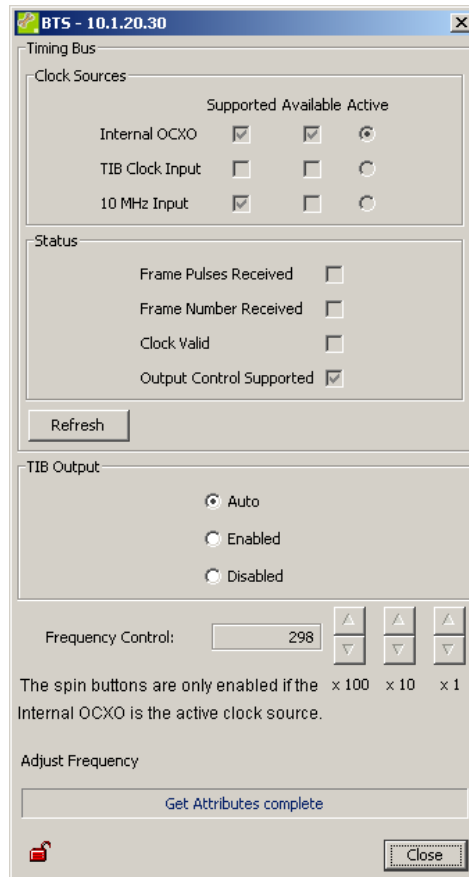 BTS - 10.1.20.30
Timing Bus
Clock Sources
Supported Available Active
Internal OCXO
TIB Clock Input
10 MHz Input
Status
Frame Pulses Received
Frame Number Received
Clock Valid
Output Control Supported
Refresh
TIB Output
Auto
Enabled
Disabled
Frequency Control: 298
The spin buttons are only enabled if the x 100 x 10 x 1
Internal OCXO is the active clock source.
Adjust Frequency
Get Attributes complete
Close